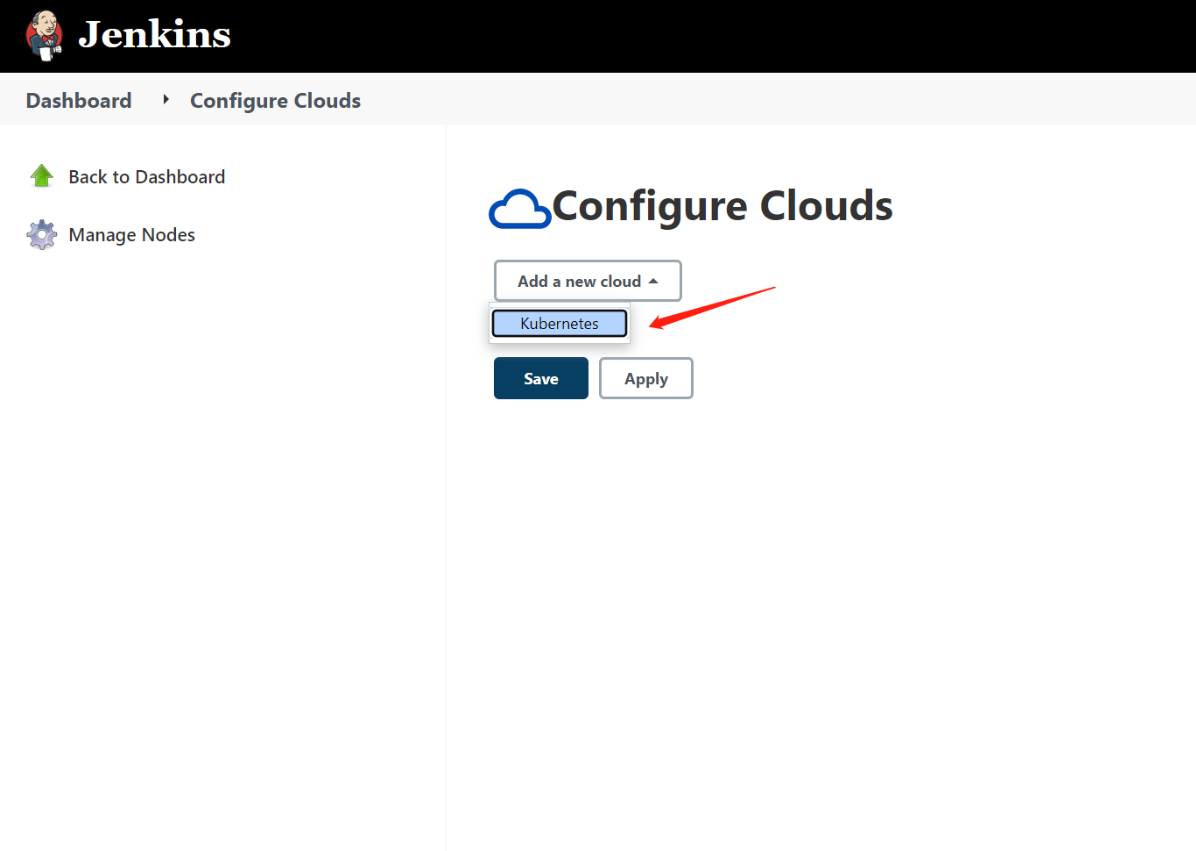 Jenkins
Dashboard Configure Clouds
Back to Dashboard
Manage Nodes
Configure Clouds
Add a new cloud
Kubernetes
Save Apply